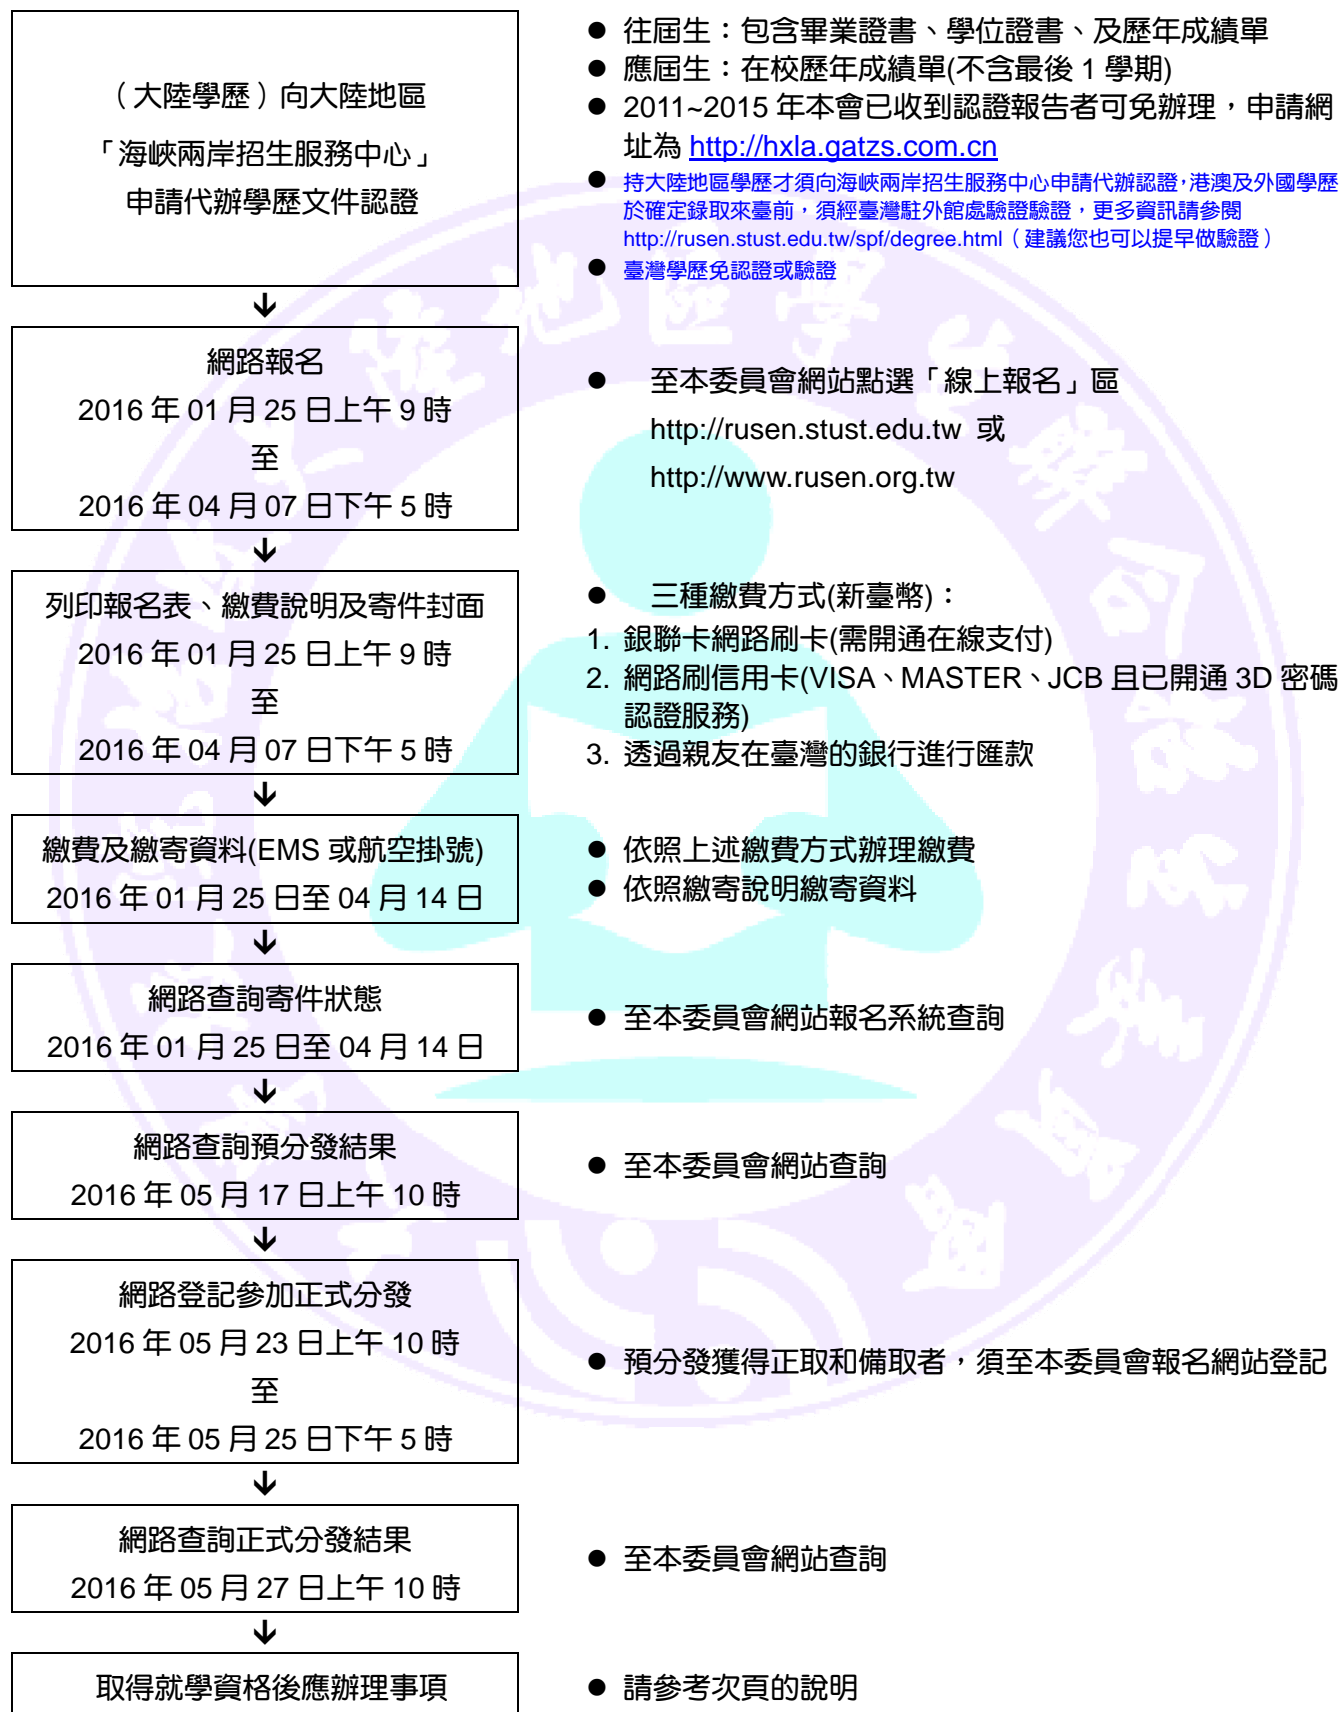 （大陸學歷）向大陸地區
「海峽兩岸招生服務中心」
申請代辦學歷文件認證
● 往屆生：包含畢業證書、學位證書、及歷年成績單
● 應屆生：在校歷年成績單(不含最後 1 學期)
● 2011~2015 年本會已收到認證報告者可免辦理，申請網
址為 http://hxla.gatzs.com.cn
● 持大陸地區學歷才須向海峽兩岸招生服務中心申請代辦認證，港澳及外國學歷
於確定錄取來臺前，須經臺灣駐外館處驗證驗證，更多資訊請參閱
http://rusen.stust.edu.tw/spf/degree.html（建議您也可以提早做驗證）
● 臺灣學歷免認證或驗證
↓
網路報名
2016 年 01 月 25 日上午 9 時
至
2016 年 04 月 07 日下午 5 時
● 至本委員會網站點選「線上報名」區
http://rusen.stust.edu.tw 或
http://www.rusen.org.tw
↓
列印報名表、繳費說明及寄件封面
2016 年 01 月 25 日上午 9 時
至
2016 年 04 月 07 日下午 5 時
● 三種繳費方式(新臺幣)：
1. 銀聯卡網路刷卡(需開通在線支付)
2. 網路刷信用卡(VISA、MASTER、JCB 且已開通 3D 密碼
認證服務)
3. 透過親友在臺灣的銀行進行匯款
↓
繳費及繳寄資料(EMS 或航空掛號)
2016 年 01 月 25 日至 04 月 14 日
● 依照上述繳費方式辦理繳費
● 依照繳寄說明繳寄資料
↓
網路查詢寄件狀態
2016 年 01 月 25 日至 04 月 14 日
● 至本委員會網站報名系統查詢
↓
網路查詢預分發結果
2016 年 05 月 17 日上午 10 時
● 至本委員會網站查詢
↓
網路登記參加正式分發
2016 年 05 月 23 日上午 10 時
至
2016 年 05 月 25 日下午 5 時
● 預分發獲得正取和備取者，須至本委員會報名網站登記
↓
網路查詢正式分發結果
2016 年 05 月 27 日上午 10 時
● 至本委員會網站查詢
↓
取得就學資格後應辦理事項
● 請參考次頁的說明